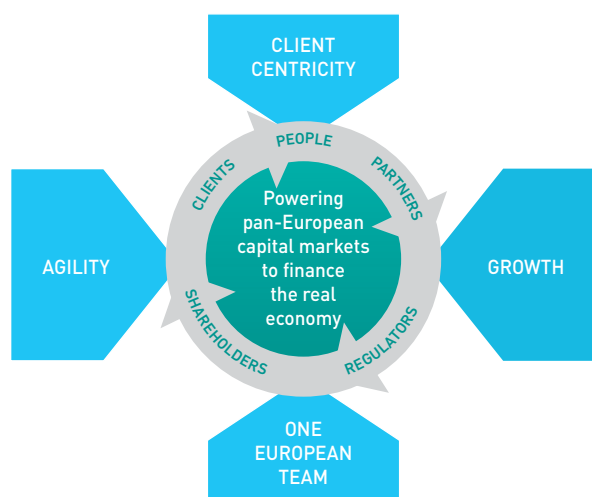 CLIENT
CENTRICITY
PEOPLE
CLIENTS
PARTNERS
Powering
pan-European
capital markets
to finance
the real
economy
AGILITY
GROWTH
SHAREHOLDERS
REGULATORS
ONE
EUROPEAN
TEAM